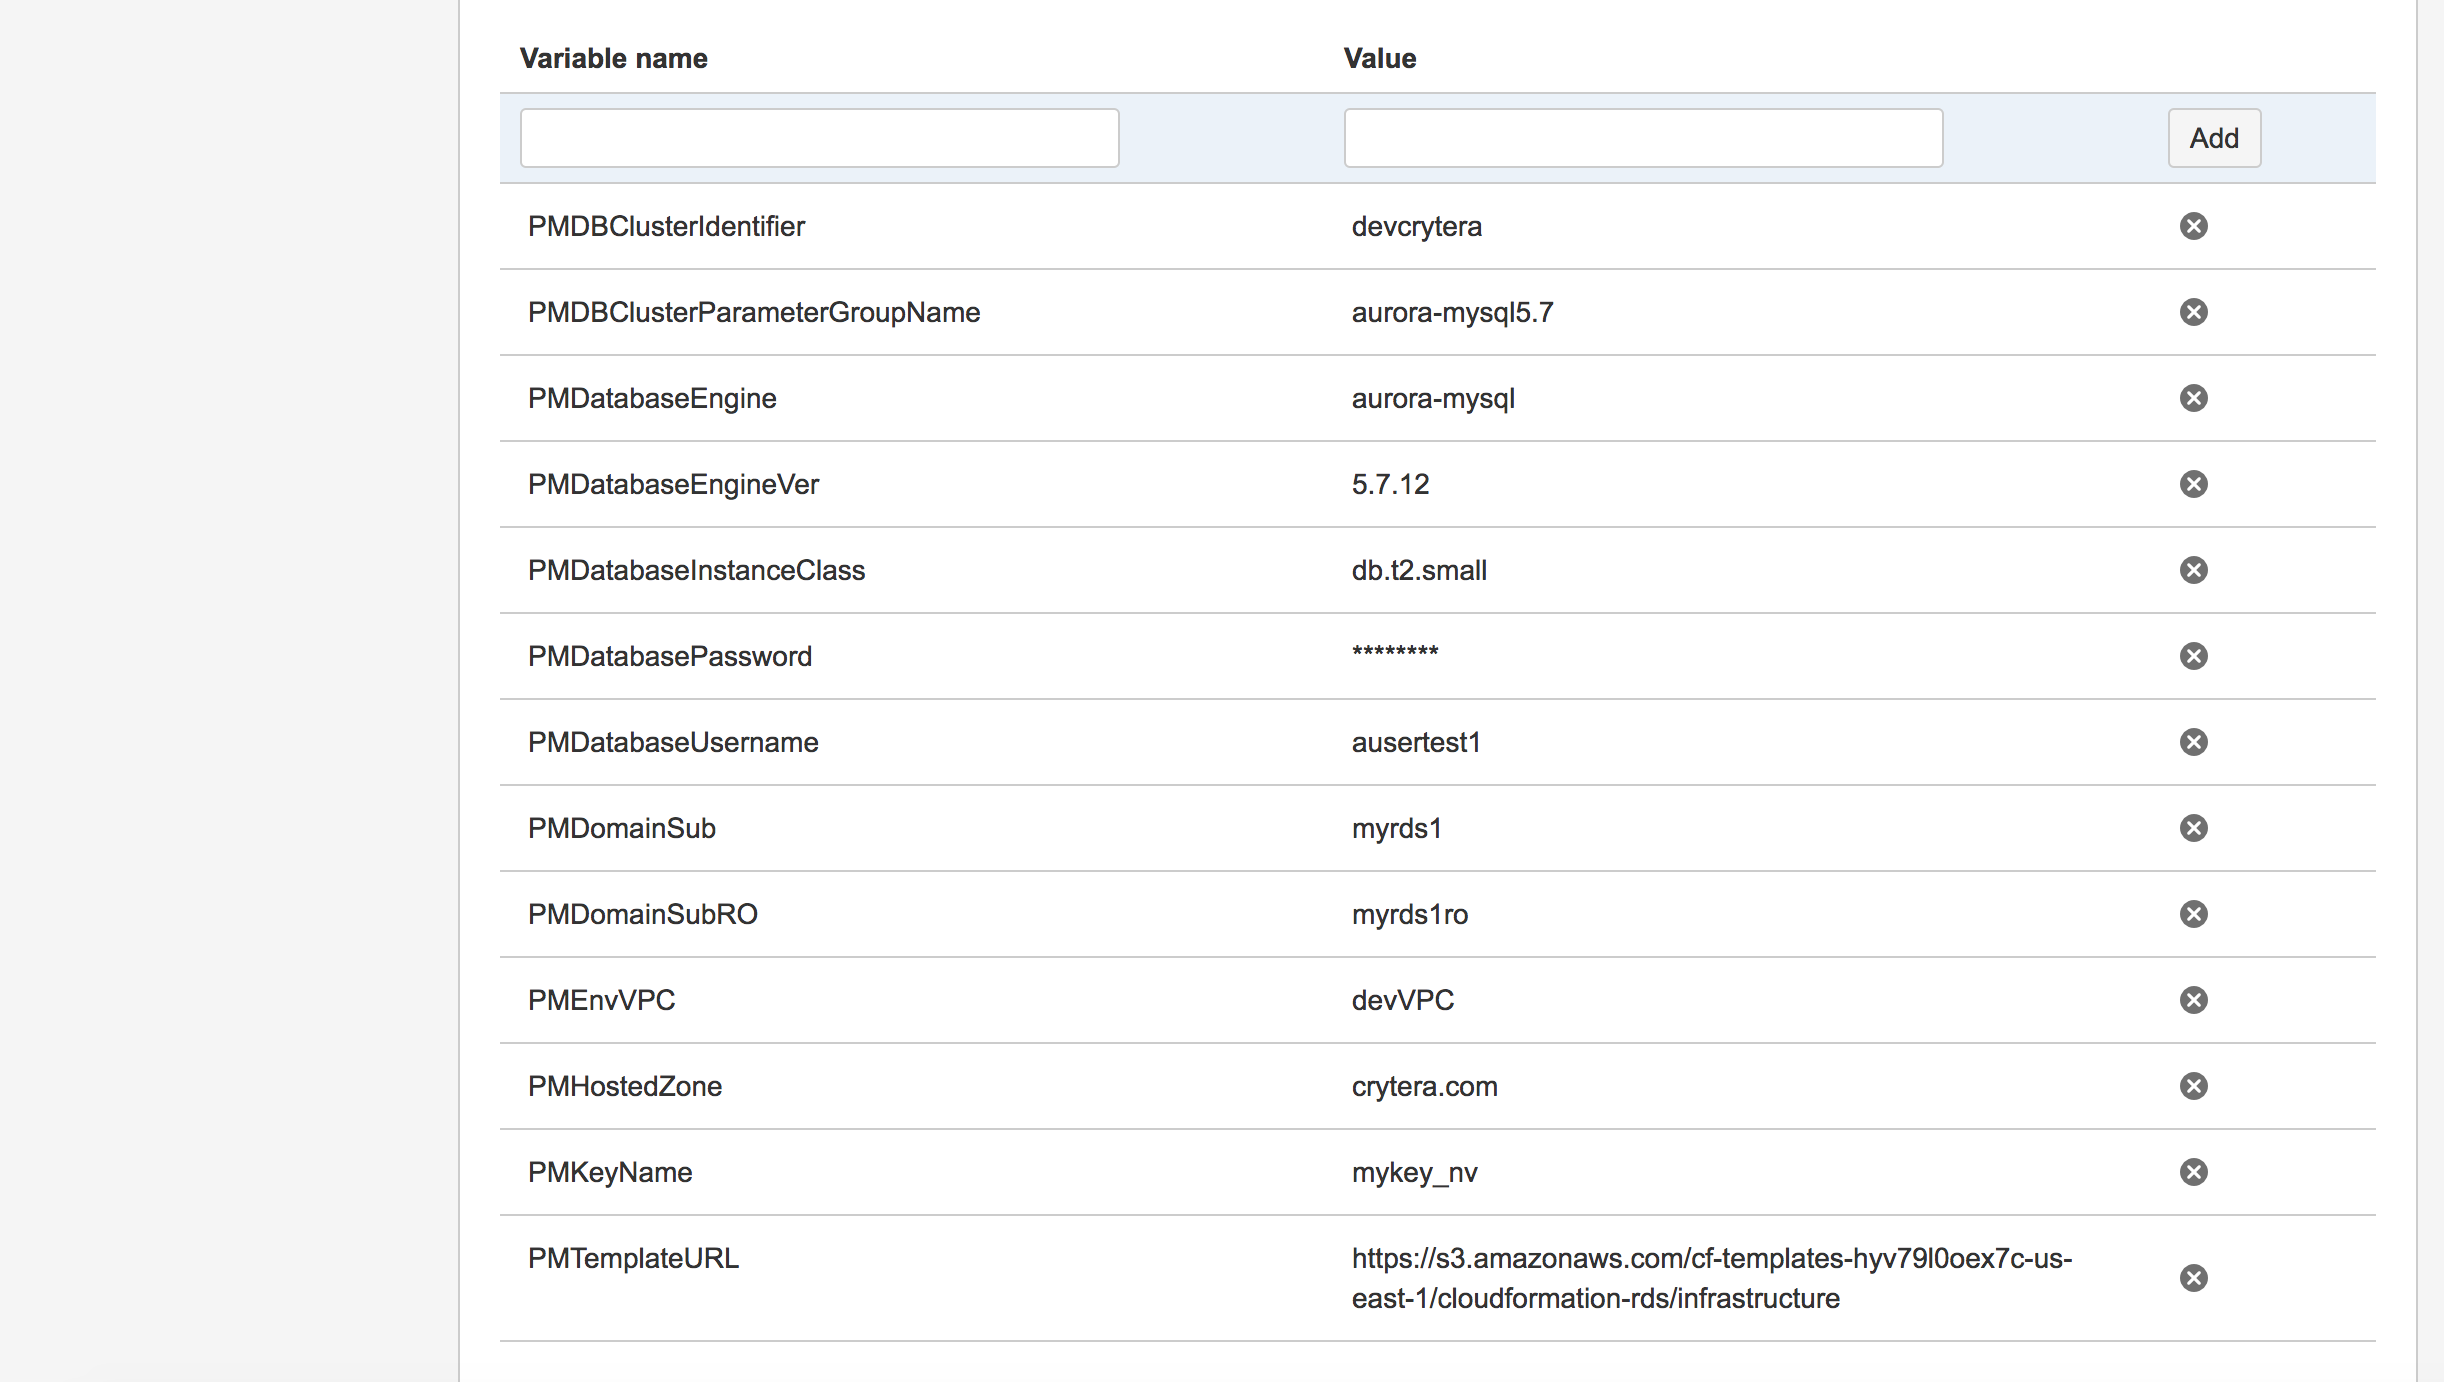 Variable name Value
Add
PMDBClusterIdentifier devcrytera
PMDBClusterParameterGroupName aurora-mysql5.7
PMDatabaseEngine aurora-mysql
PMDatabaseEngineVer 5.7.12
PMDatabaseInstanceClass db.t2.small
PMDatabasePassword ********
PMDatabaseUsername ausertest1
PMDomainSub myrds1
PMDomainSubRO myrds1ro
PMEnvVPC devVPC
PMHostedZone crytera.com
PMKeyName mykey_nv
PMTemplateURL https://s3.amazonaws.com/cf-templates-hyv79l0oex7c-us-
east-1/cloudformation-rds/infrastructure